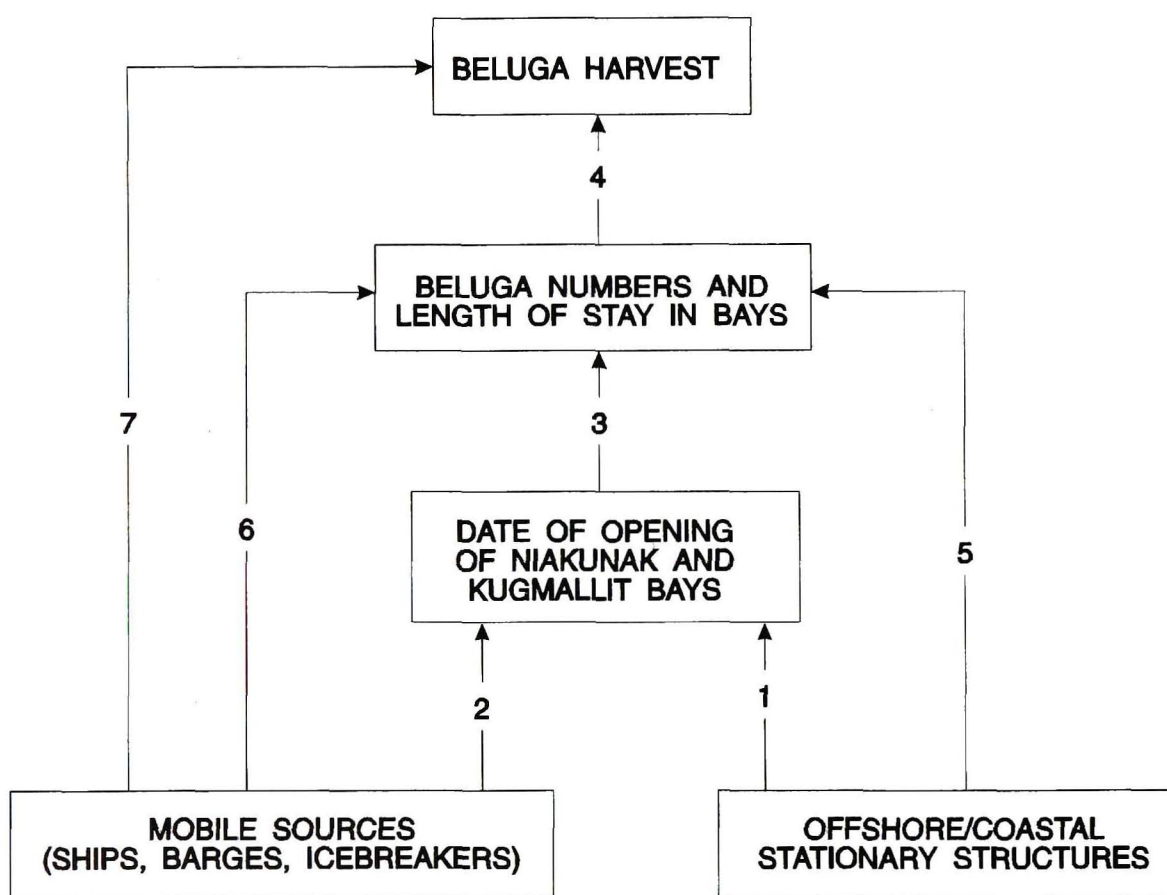 BELUGA HARVEST
4
BELUGA NUMBERS AND
LENGTH OF STAY IN BAYS
7
3
6
DATE OF OPENING
OF NIAKUNAK AND
KUGMALLIT BAYS
5
2
1
MOBILE SOURCES
(SHIPS, BARGES, ICEBREAKERS)
OFFSHORE/COASTAL
STATIONARY STRUCTURES